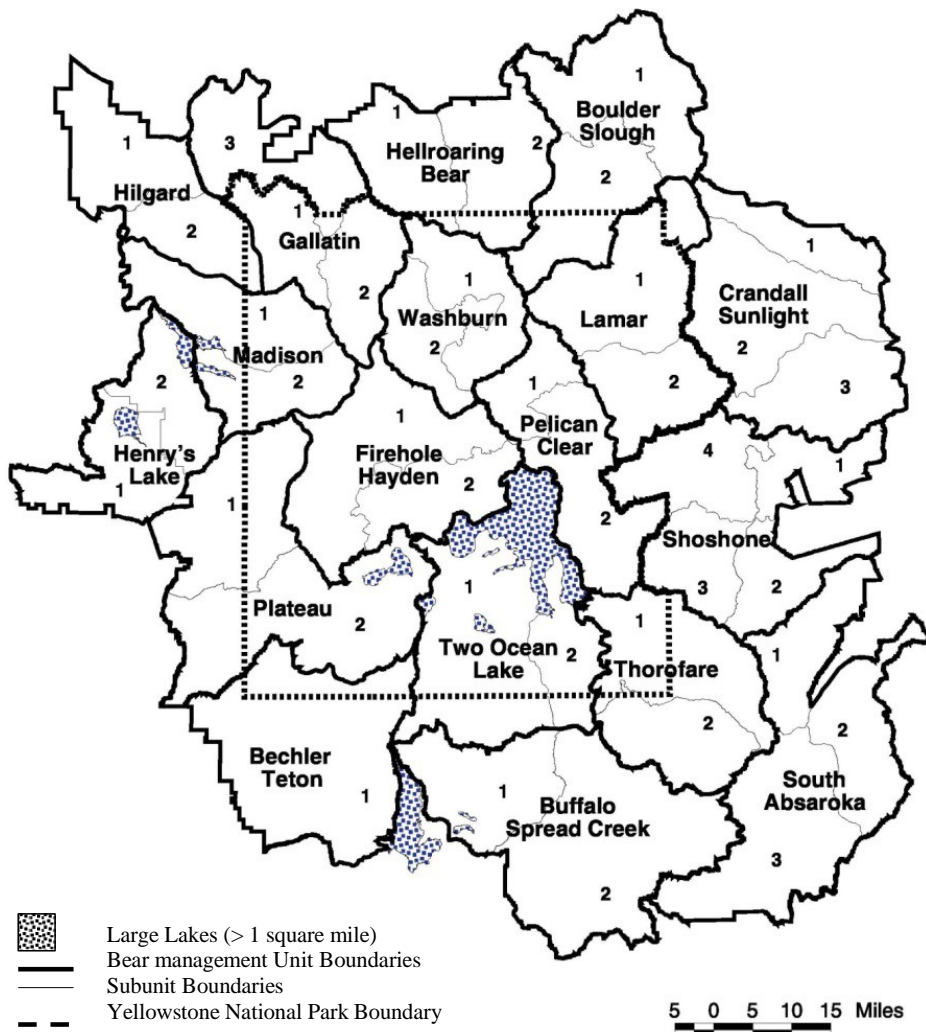 1
Boulder
Slough
1
1
3
Hellroaring
Bear
2
2
Hilgard
2
1
Gallatin
1
2
1
1
Crandall
Sunlight
2
Washburn
Lamar
1
Madison
2
2
2
2
2
1
3
1
Pelican
Clear
Henry's
Lake
1
Firehole
Hayden
2
4
1
1
2
Shoshone
3
2
1
Plateau
2
1
Two Ocean
Lake
2
Thorofare
1
2
2
Bechler
Teton
1
1
Buffalo
Spread Creek
2
South
Absaroka
3
Large Lakes (> 1 square mile)
Bear management Unit Boundaries
Subunit Boundaries
Yellowstone National Park Boundary
5 0 5 10 15 Miles